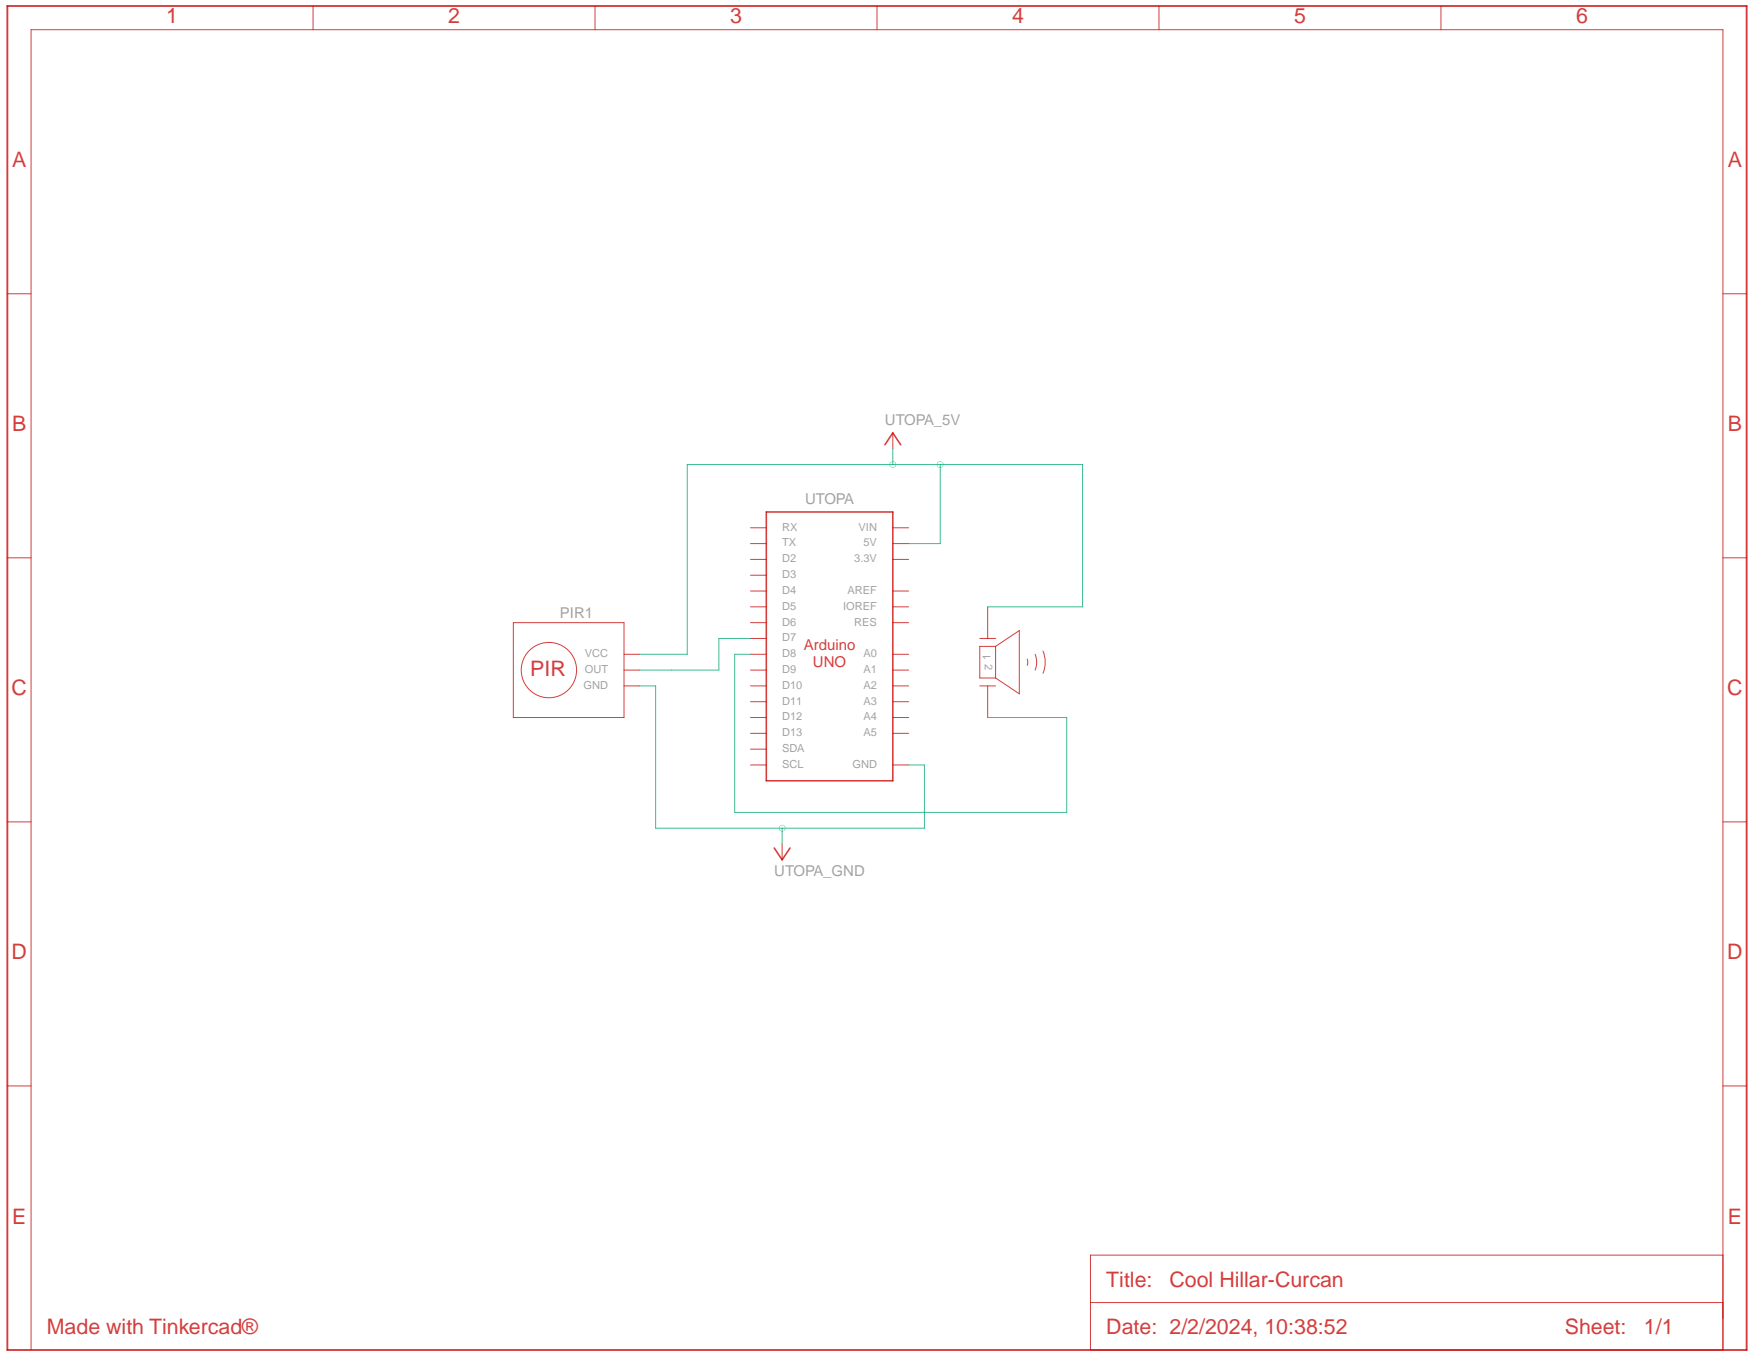 1 2 3 4 5 6
A A
B B
UTOPA_5V
UTOPA
RX VIN
TX 5V
D2 3.3V
D3
D4 AREF
D5 IOREF
D6 RES
D7
Arduino
UNO
D8 A0
D9 A1
D10 A2
D11 A3
D12 A4
D13 A5
SDA
SCL GND
PIR1
PIR
VCC
OUT
GND
1
2
C C
UTOPA_GND
D D
E E
Title: Cool Hillar-Curcan
Made with Tinkercad®
Date: 2/2/2024, 10:38:52 Sheet: 1/1